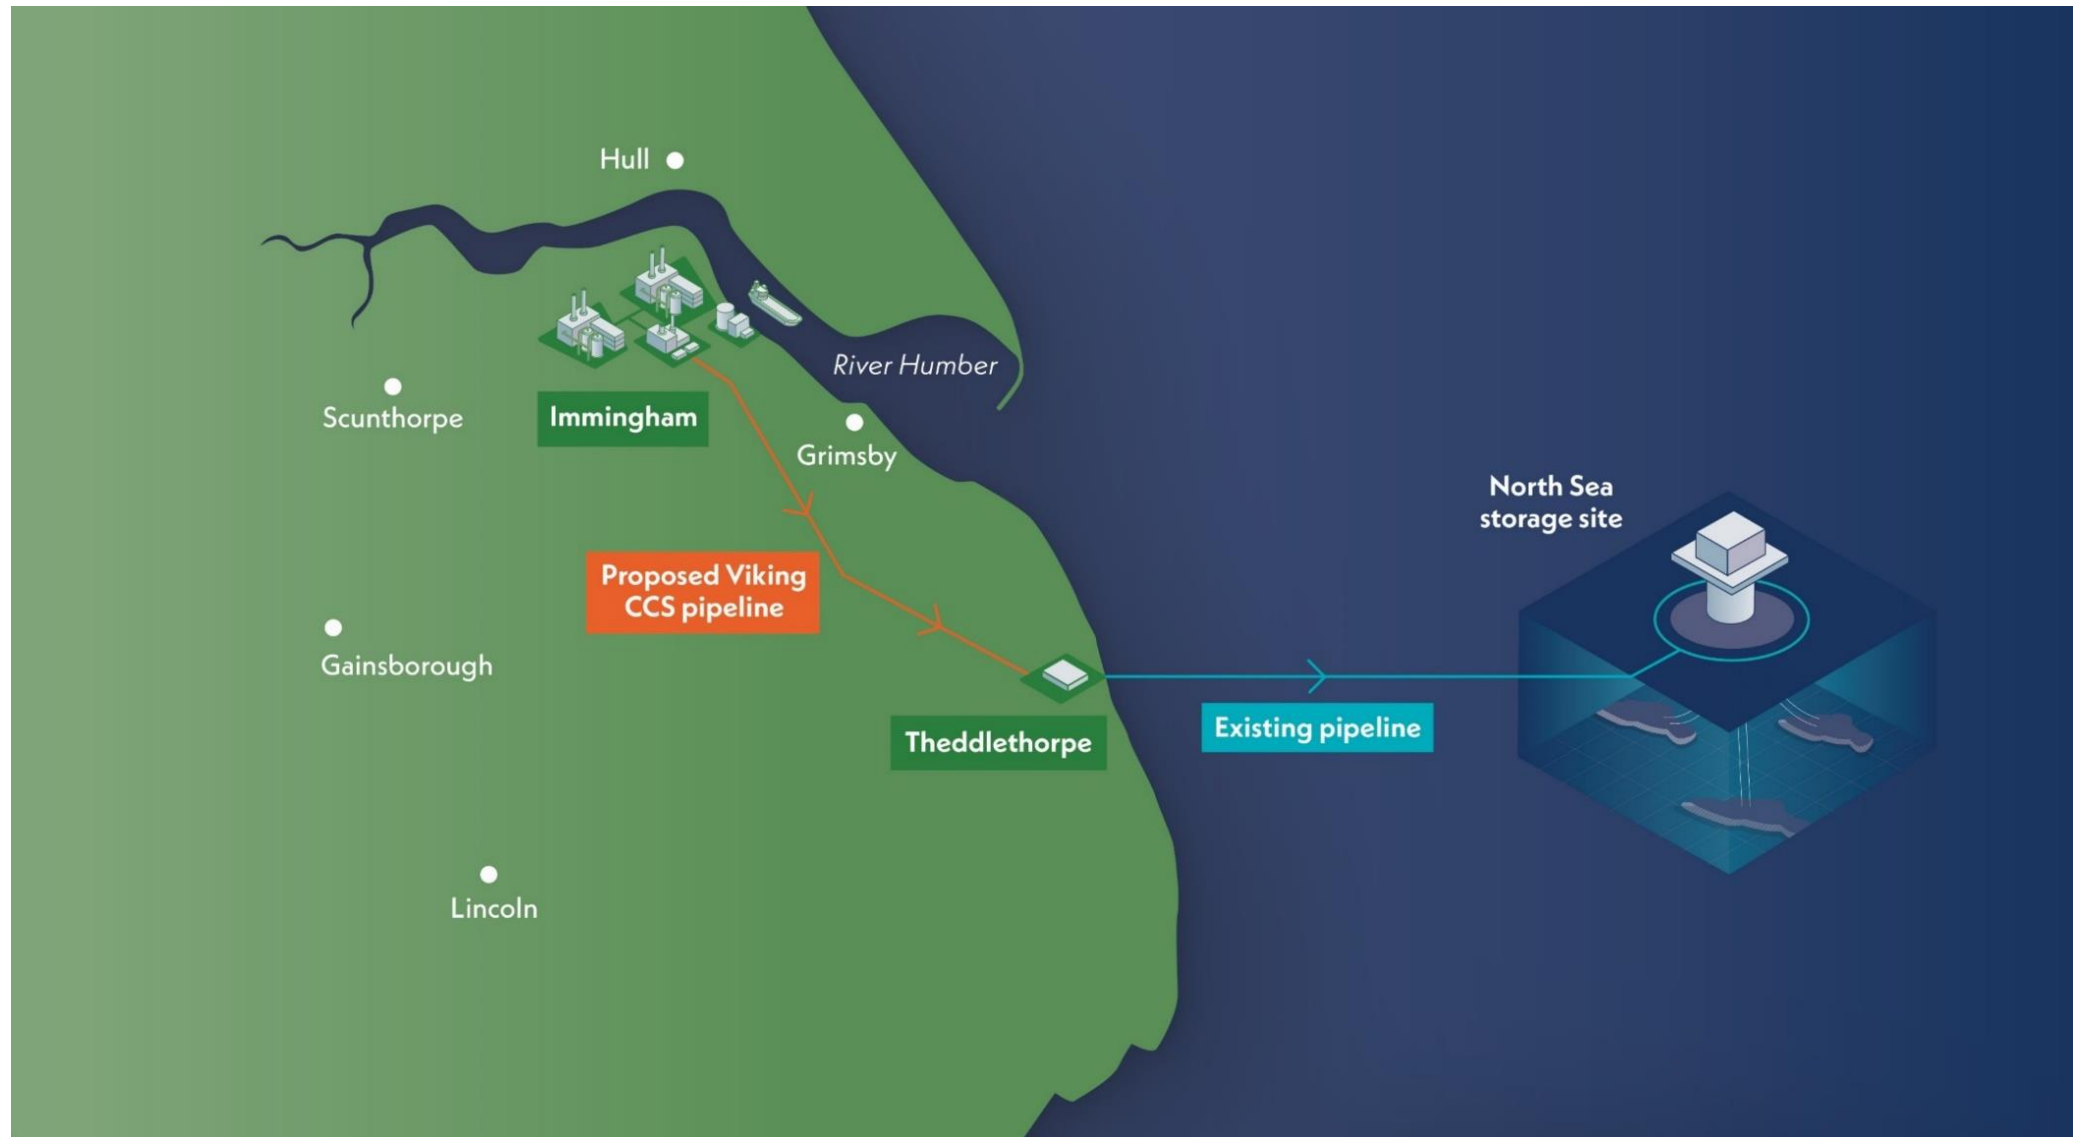 Hull
River Humber
Scunthorpe
Immingham
Grimsby
North Sea
storage site
Proposed Viking
CCS pipeline
Gainsborough
Theddlethorpe
Existing pipeline
Lincoln